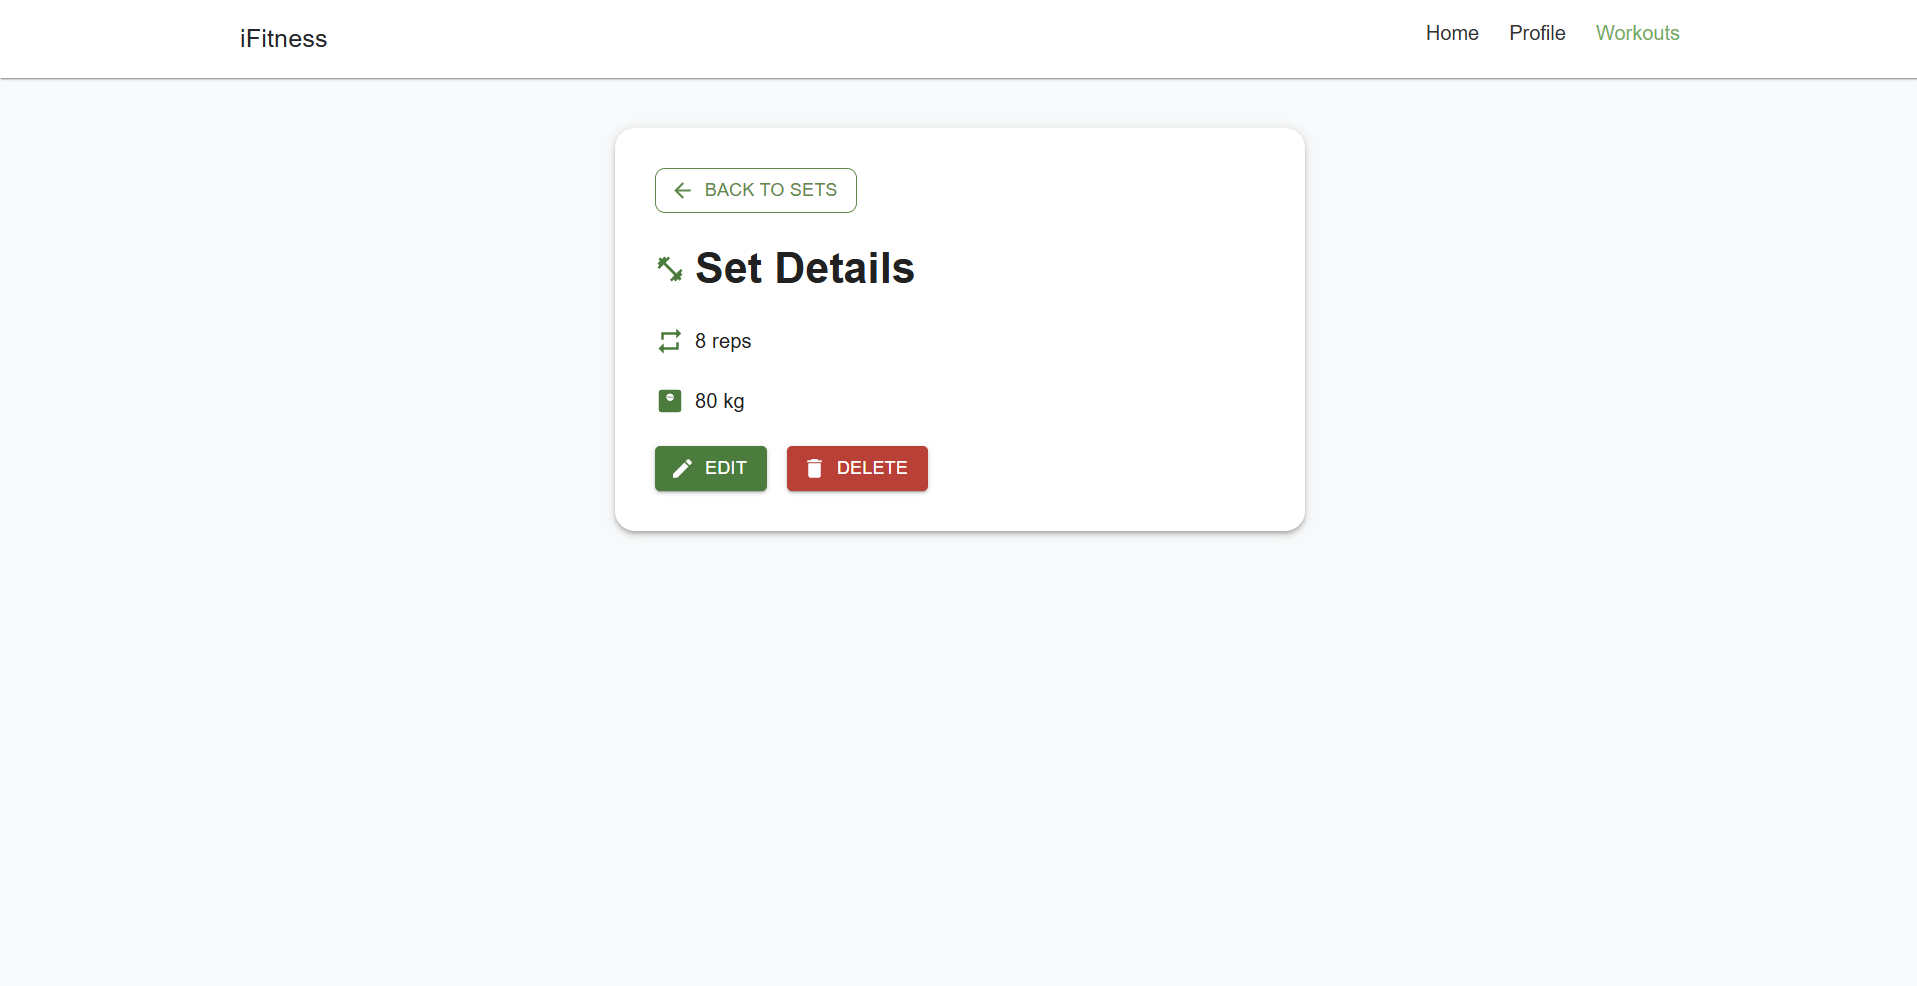 iFitness
Home Profile Workouts
BACK TO SETS
Set Details
8 reps
80 kg
EDIT DELETE